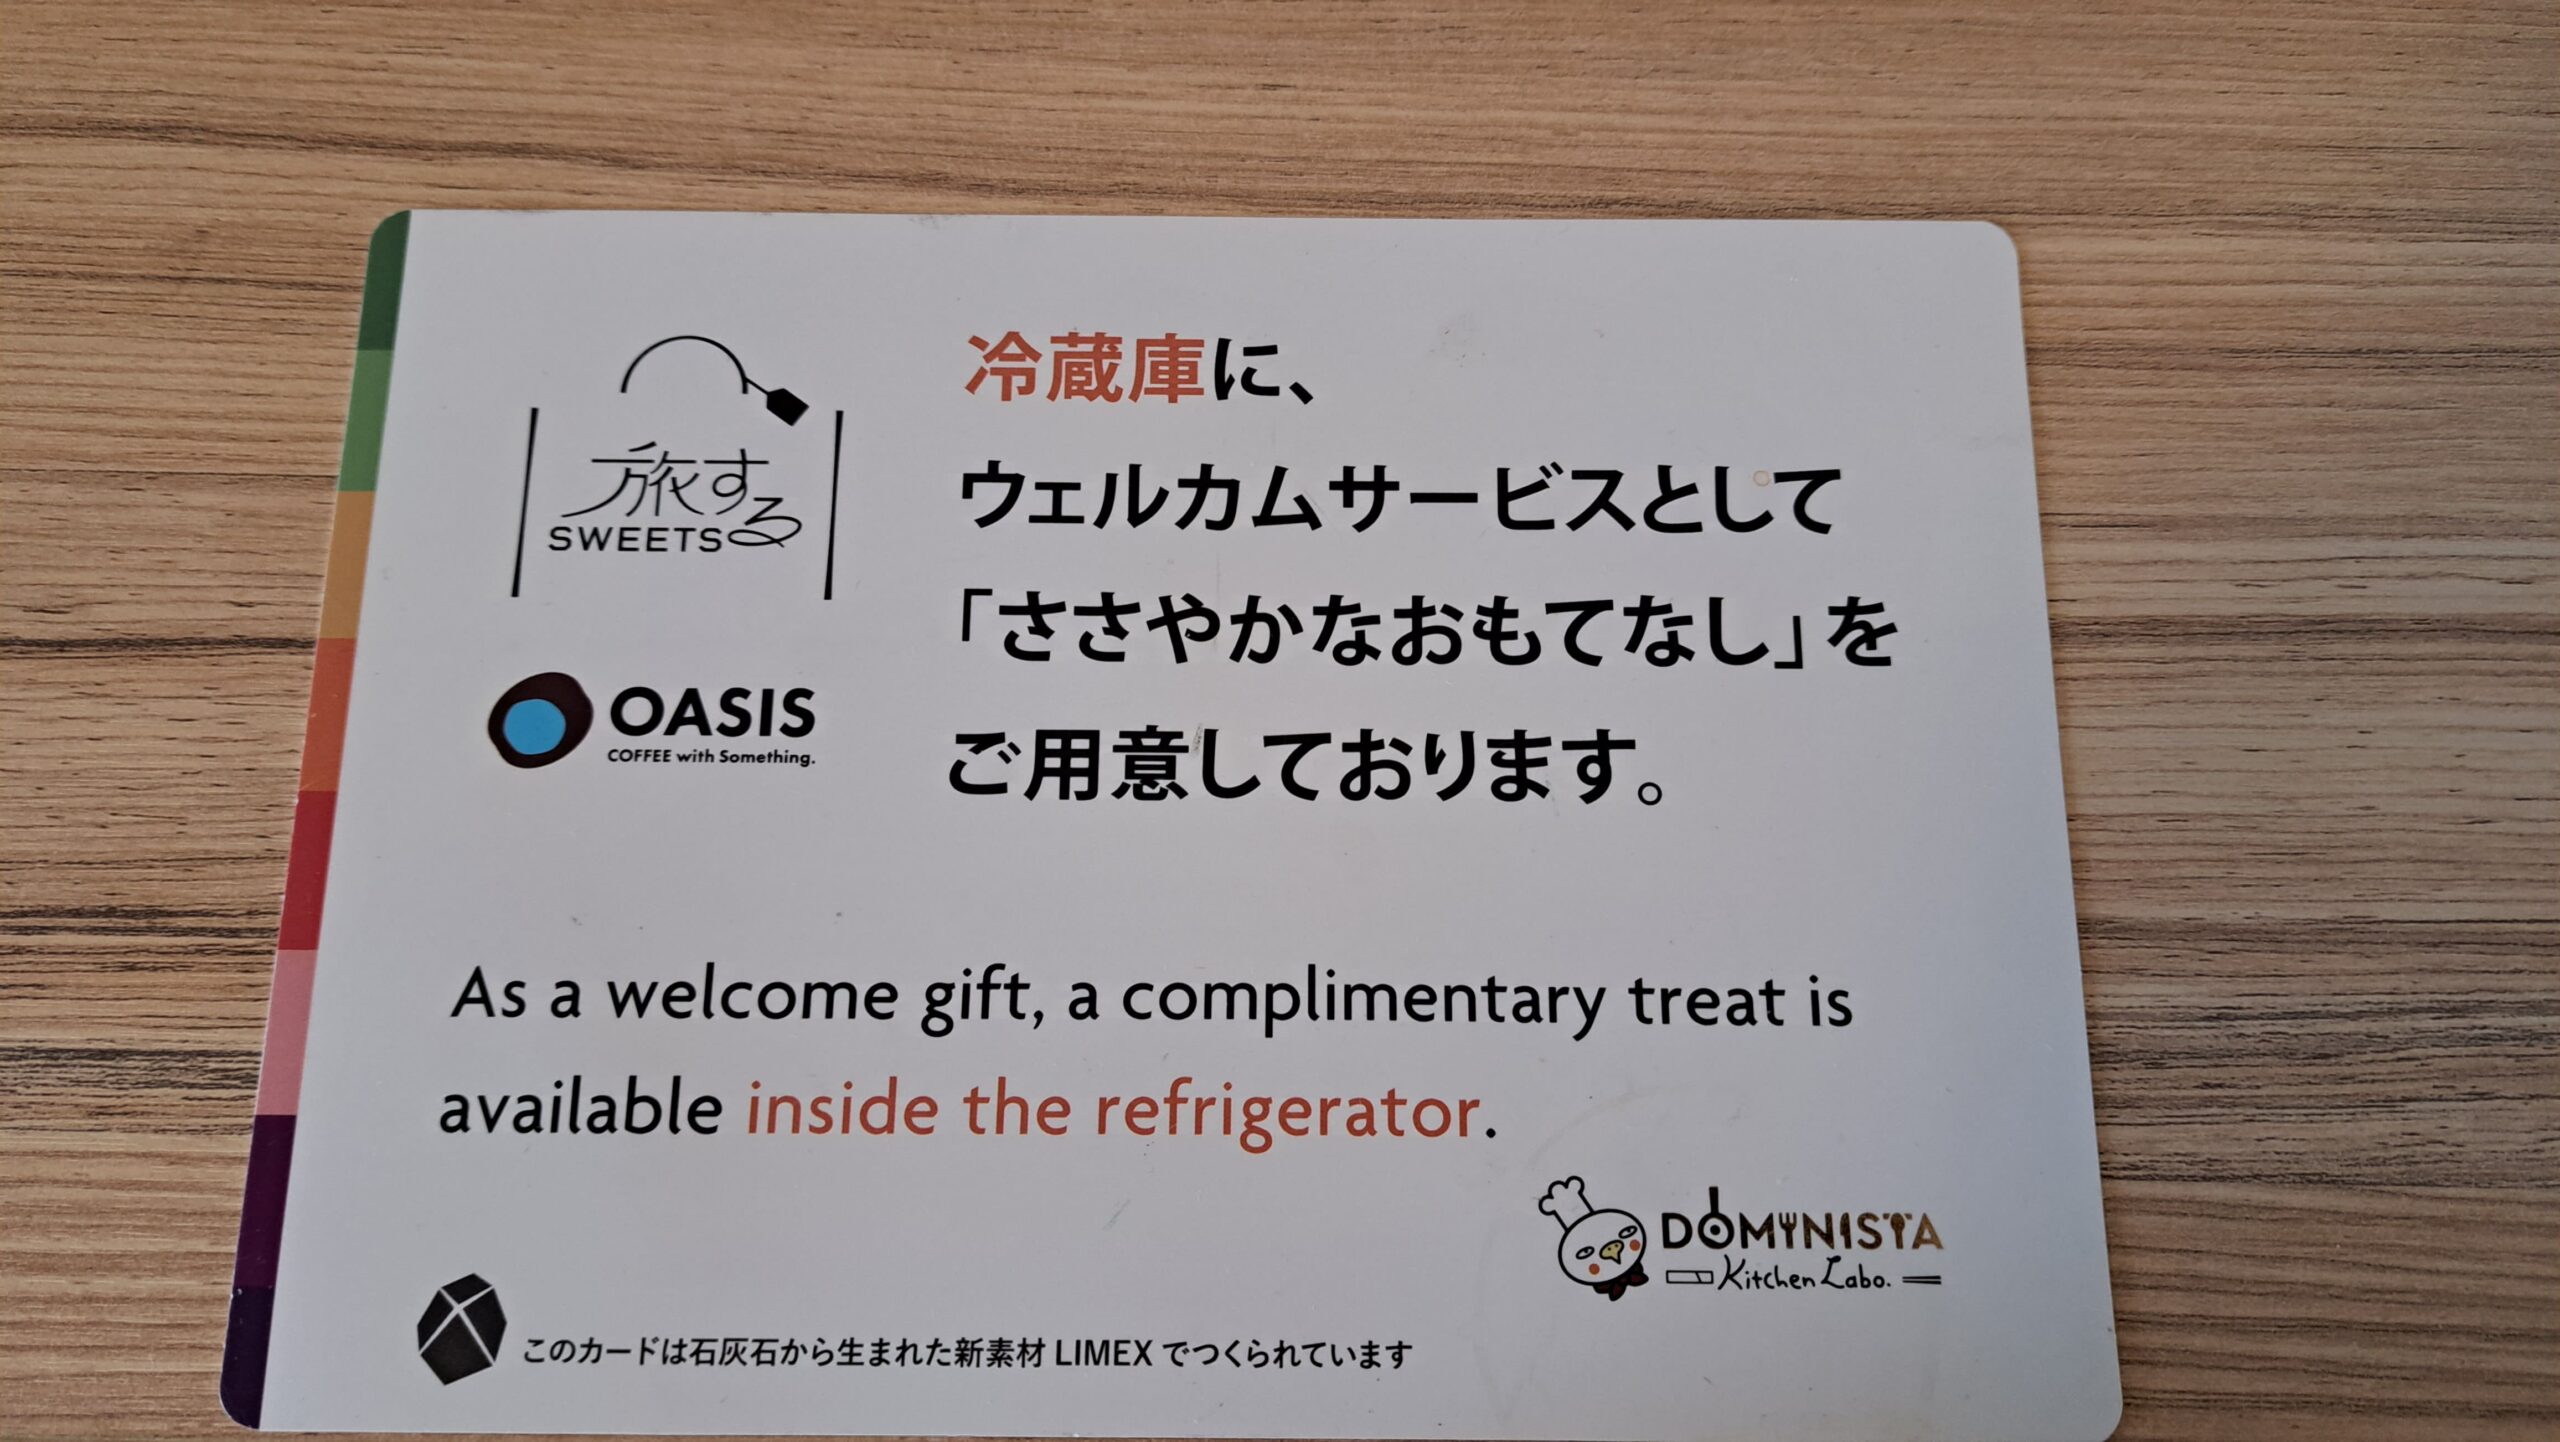 旅する
SWEETS
OASIS
COFFEE with Something.
冷蔵庫に、
ウェルカムサービスとして
「ささやかなおもてなし」を
ご用意しております。
As a welcome gift, a complimentary treat is
available inside the refrigerator.
DOMINISTA
Kitchen Labo.
このカードは石灰石から生まれた新素材 LIMEX でつくられています